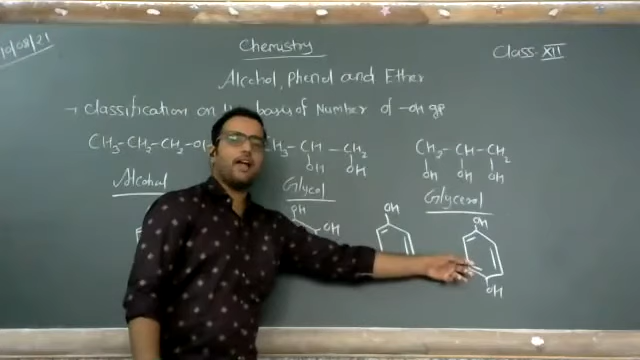 10/08/21
Chemistry
Class-XII
Alcohol, Phenol and Ether
→ Classification on the basis of Number of -OH gp
CH3-CH2-CH2-OH CH3-CH-CH2 CH3-CH-CH2
OH OH OH OH OH
Alcohol Glycol Glycerol
OH OH OH OH
OH